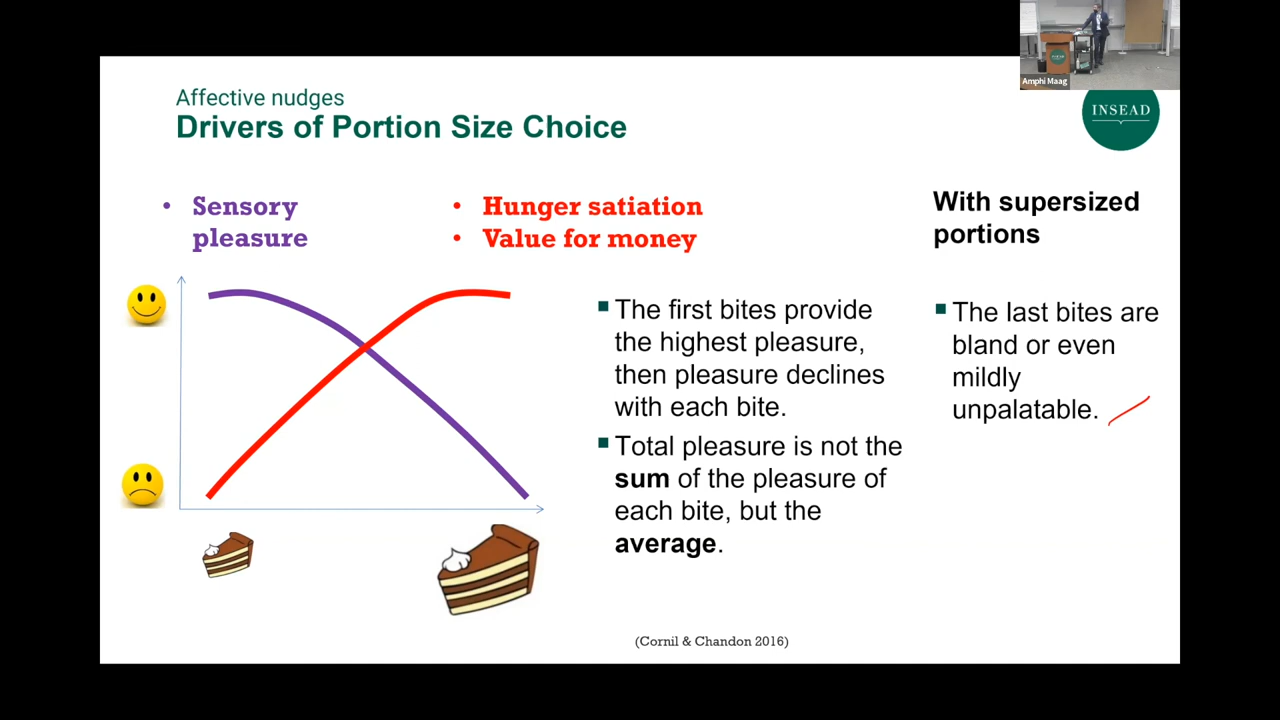 Amphi Maag
INSEAD
Affective nudges
Drivers of Portion Size Choice
• Sensory
pleasure
• Hunger satiation
• Value for money
With supersized
portions
The first bites provide
the highest pleasure,
then pleasure declines
with each bite.
Total pleasure is not the
sum of the pleasure of
each bite, but the
average.
The last bites are
bland or even
mildly
unpalatable.
(Cornil & Chandon 2016)